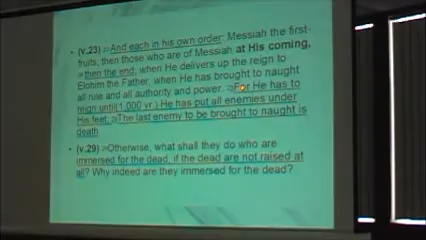 • (v.23) 23And each in his own order: Messiah the first-
fruits, then those who are of Messiah at His coming,
24then the end, when He delivers up the reign to
Elohim the Father, when He has brought to naught
all rule and all authority and power. 25For He has to
reign until(1,000 yr.) He has put all enemies under
His feet. 26The last enemy to be brought to naught is
death.
• (v.29) 29Otherwise, what shall they do who are
immersed for the dead, if the dead are not raised at
all? Why indeed are they immersed for the dead?